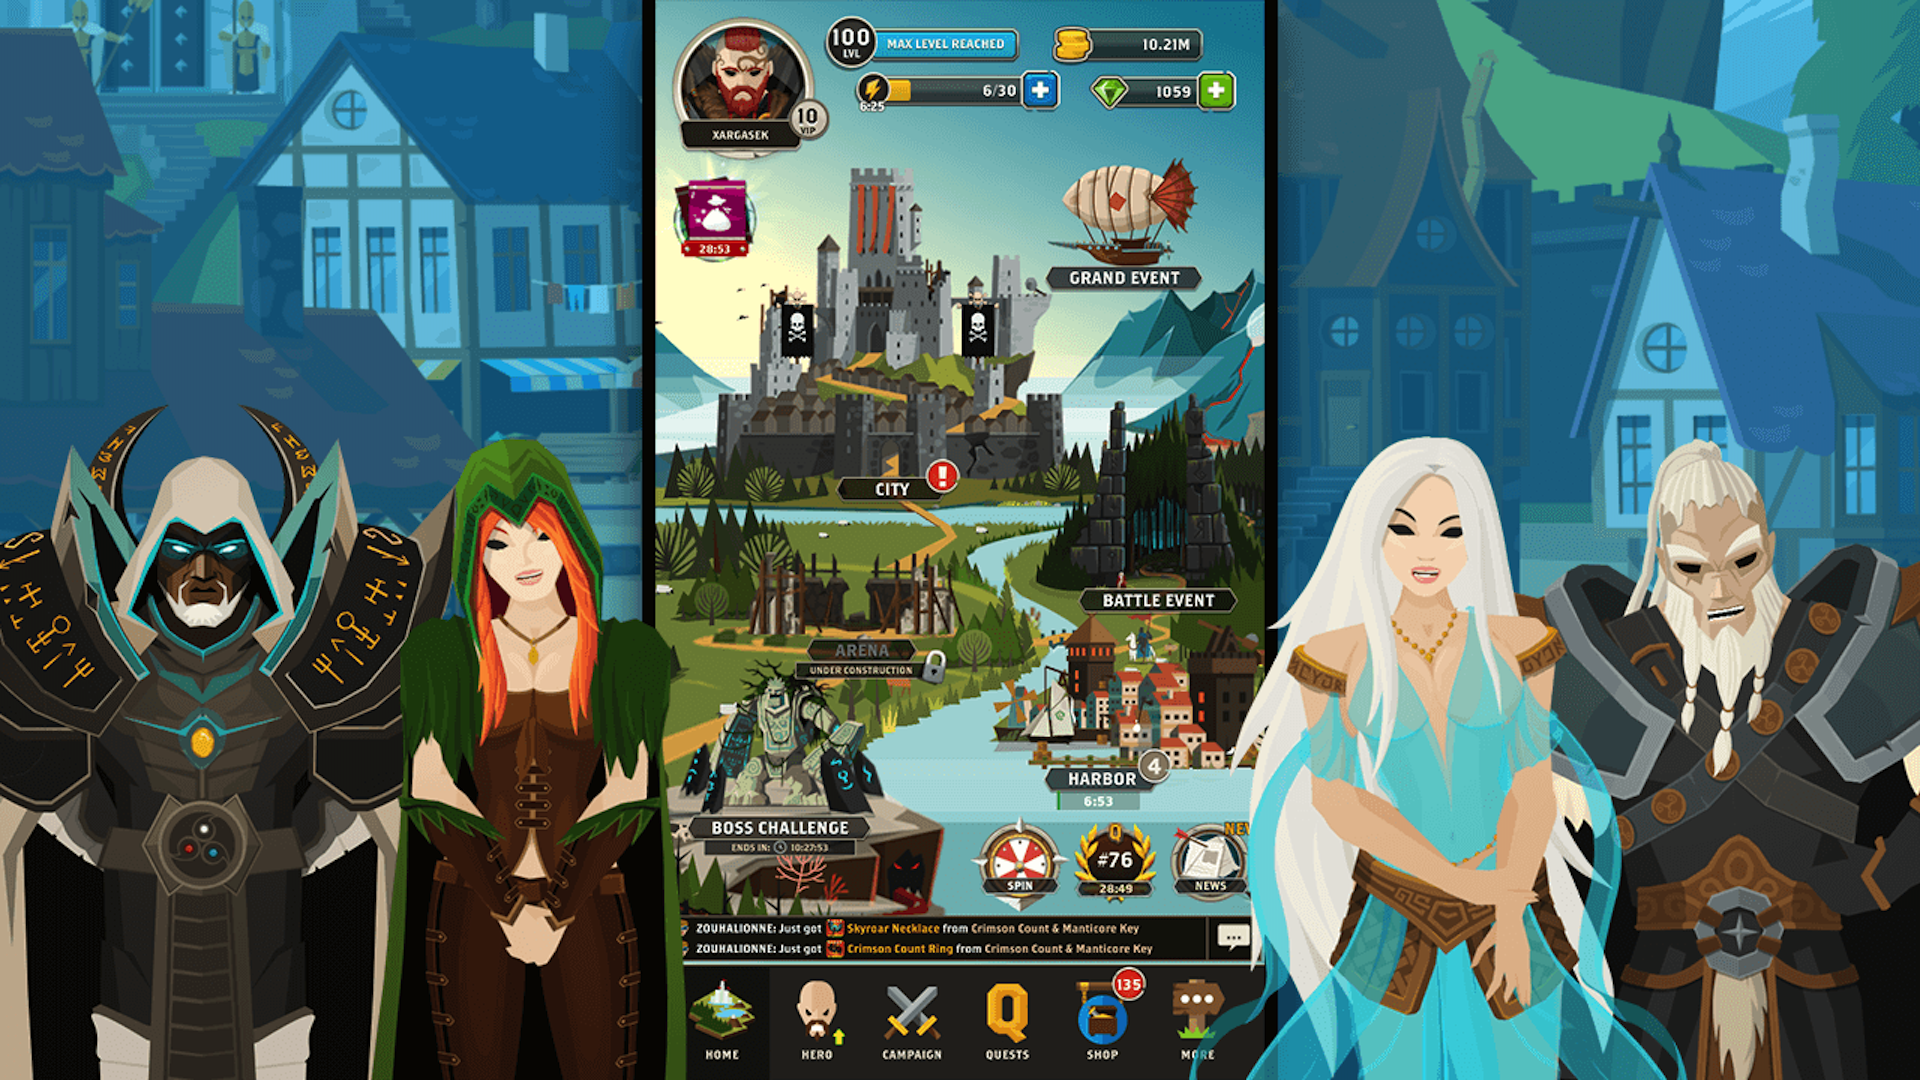 100
LVL
MAX LEVEL REACHED
10.21M
6:25
6/30
1059
10
VIP
XARGASEK
28:53
GRAND EVENT
CITY
!
BATTLE EVENT
ARENA
UNDER CONSTRUCTION
HARBOR
4
6:53
BOSS CHALLENGE
ENDS IN: 10:27:53
SPIN
Q
#76
28:49
NEW
NEWS
ZOUHALIONNE: Just got Skyroar Necklace from Crimson Count & Manticore Key
ZOUHALIONNE: Just got Crimson Count Ring from Crimson Count & Manticore Key
135
Q
HOME
HERO
CAMPAIGN
QUESTS
SHOP
MORE